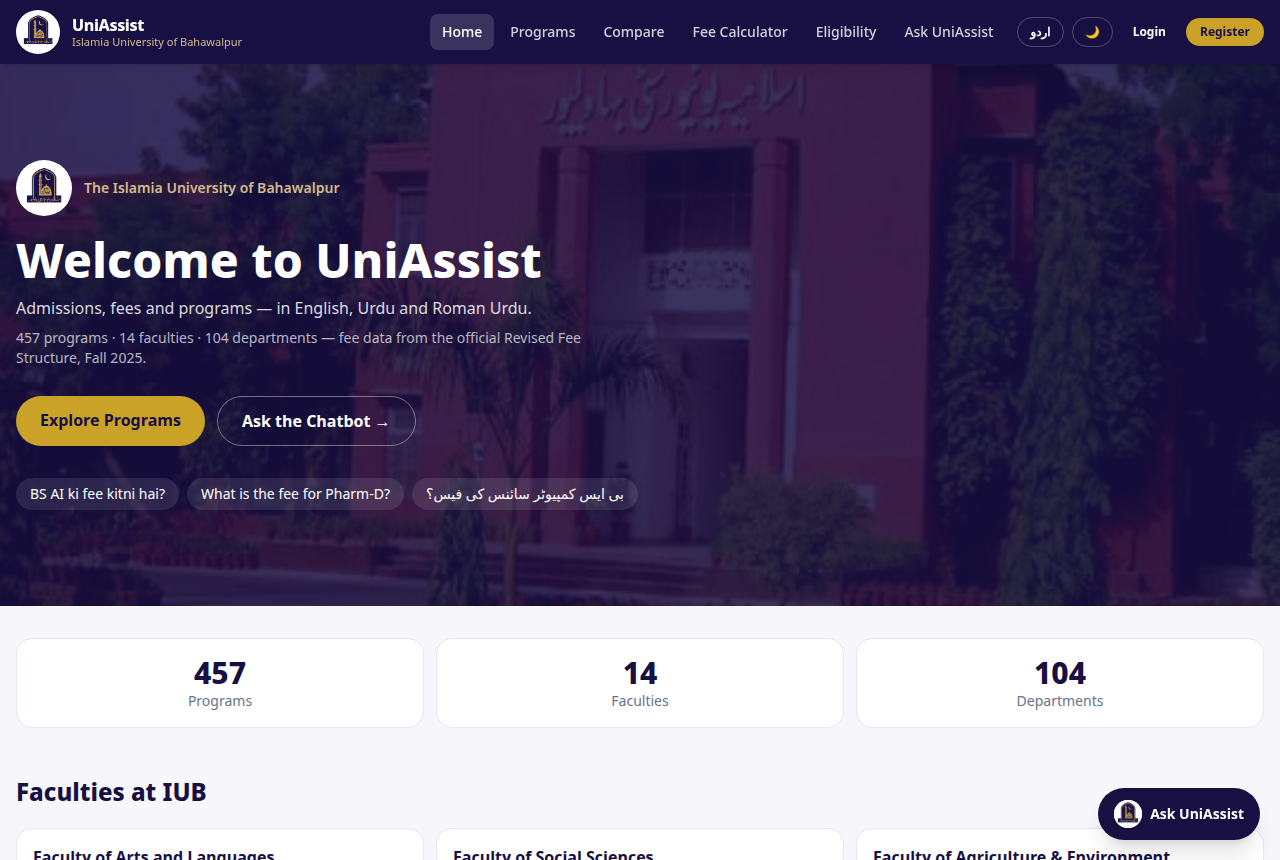 UniAssist
Islamia University of Bahawalpur
Home
Programs
Compare
Fee Calculator
Eligibility
Ask UniAssist
اردو
Login
Register
The Islamia University of Bahawalpur
Welcome to UniAssist
Admissions, fees and programs — in English, Urdu and Roman Urdu.
457 programs · 14 faculties · 104 departments — fee data from the official Revised Fee
Structure, Fall 2025.
Explore Programs
Ask the Chatbot →
BS AI ki fee kitni hai?
What is the fee for Pharm-D?
بی ایس کمپیوٹر سائنس کی فیس؟
457
Programs
14
Faculties
104
Departments
Faculties at IUB
Ask UniAssist
Faculty of Arts and Languages
Faculty of Social Sciences
Faculty of Agriculture & Environment